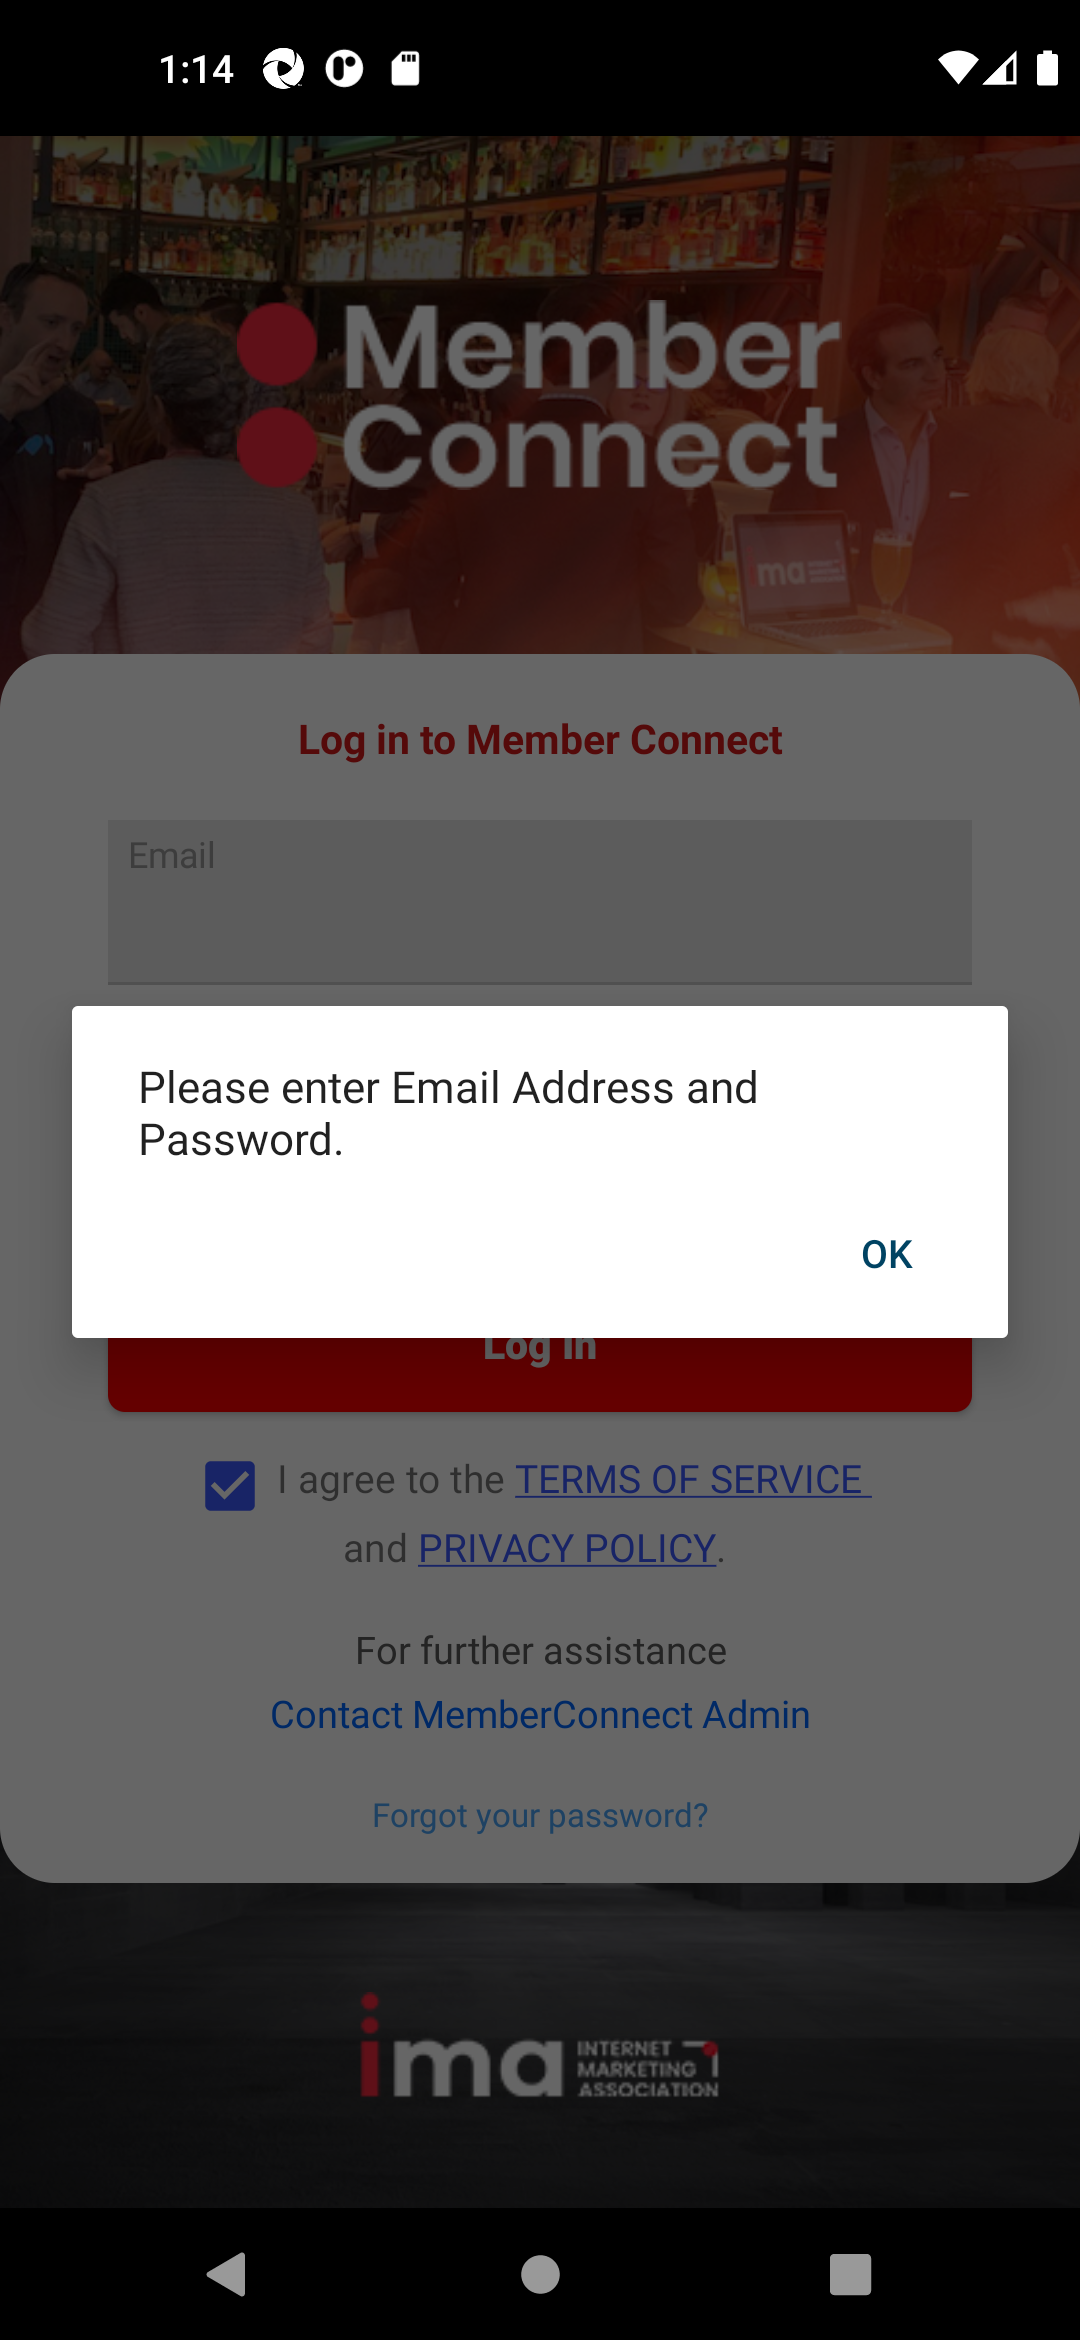 1:14
Member
Connect
ima
Log in to Member Connect
Email
Please enter Email Address and
Password.
OK
Log in
I agree to the TERMS OF SERVICE
and PRIVACY POLICY.
For further assistance
Contact MemberConnect Admin
Forgot your password?
ima INTERNET
MARKETING
ASSOCIATION